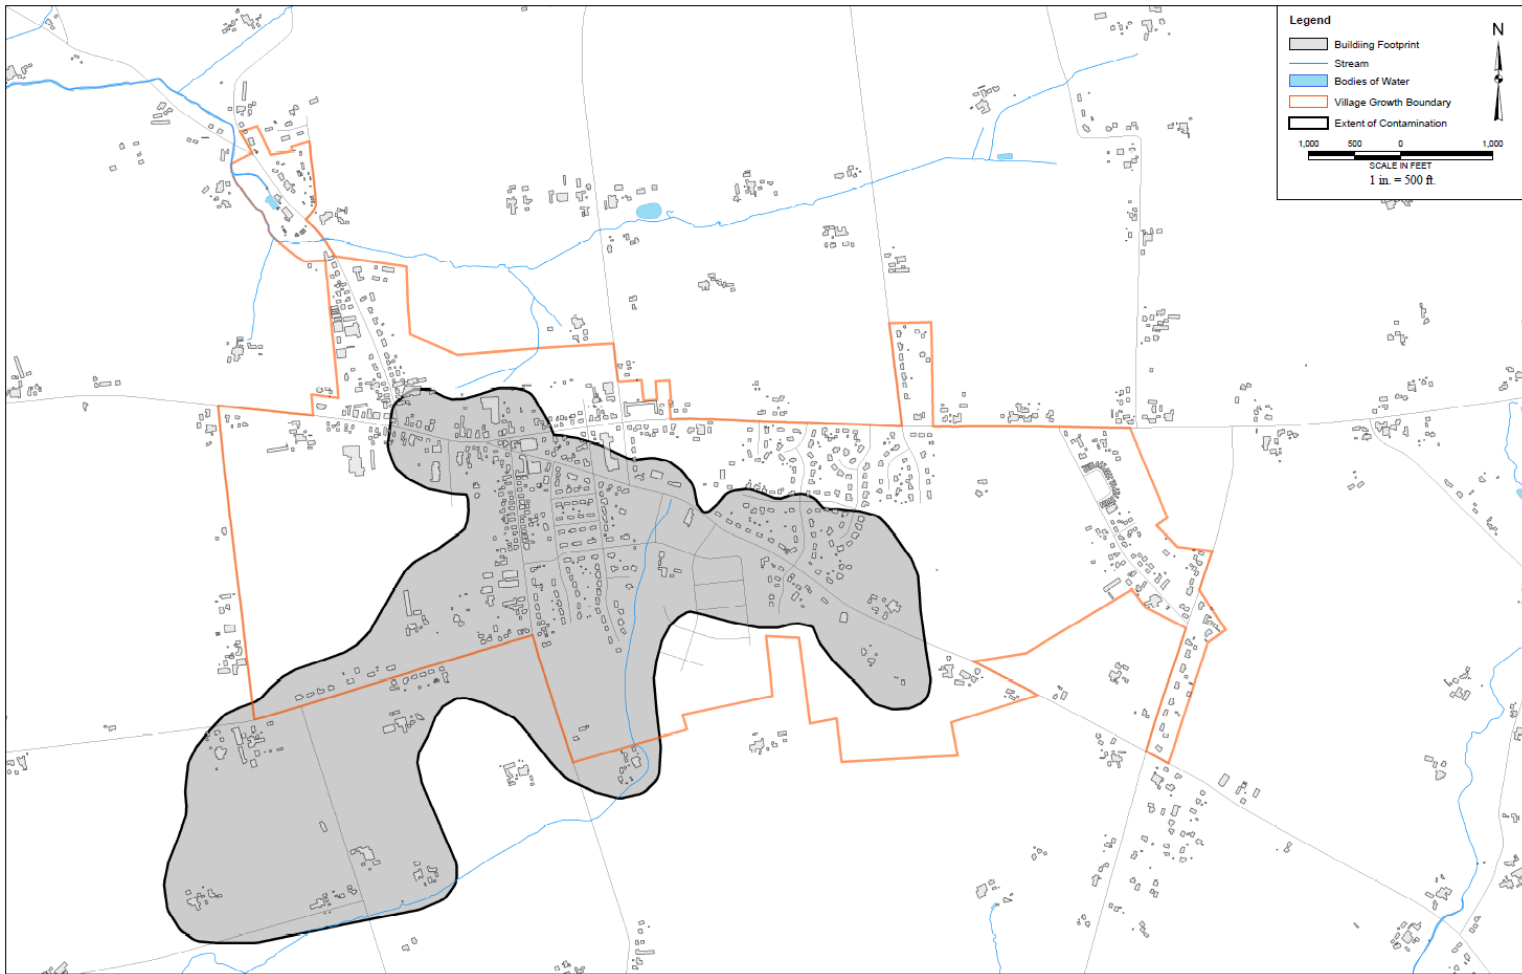 Legend
N
Buildiing Footprint
Stream
Bodies of Water
Village Growth Boundary
Extent of Contamination
1,000 500 0 1,000
SCALE IN FEET
1 in. = 500 ft.